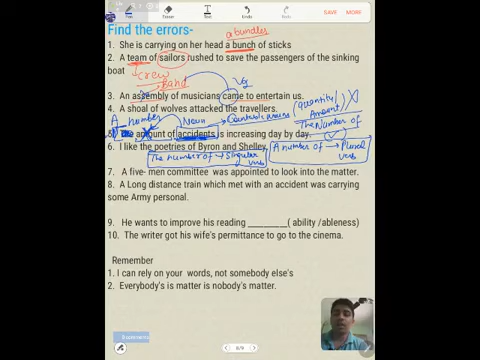 SAVE MORE
Pen Eraser Text Undo Redo
Find the errors-
a bundles
1. She is carrying on her head a bunch of sticks
2. A team of sailors rushed to save the passengers of the sinking
boat
crew
Band
3. An assembly of musicians came to entertain us.
4. A shoal of wolves attacked the travellers.
(quantity/
Amount)
A number
Noun → Countable nouns
The Number of
5. The amount of accidents is increasing day by day.
6. I like the poetries of Byron and Shelley.
A number of → Plural
verb
The number of → Singular
verb
7. A five- men committee was appointed to look into the matter.
8. A Long distance train which met with an accident was carrying
some Army personal.
9. He wants to improve his reading ________( ability /ableness)
10. The writer got his wife's permittance to go to the cinema.
Remember
1. I can rely on your words, not somebody else's
2. Everybody's is matter is nobody's matter.